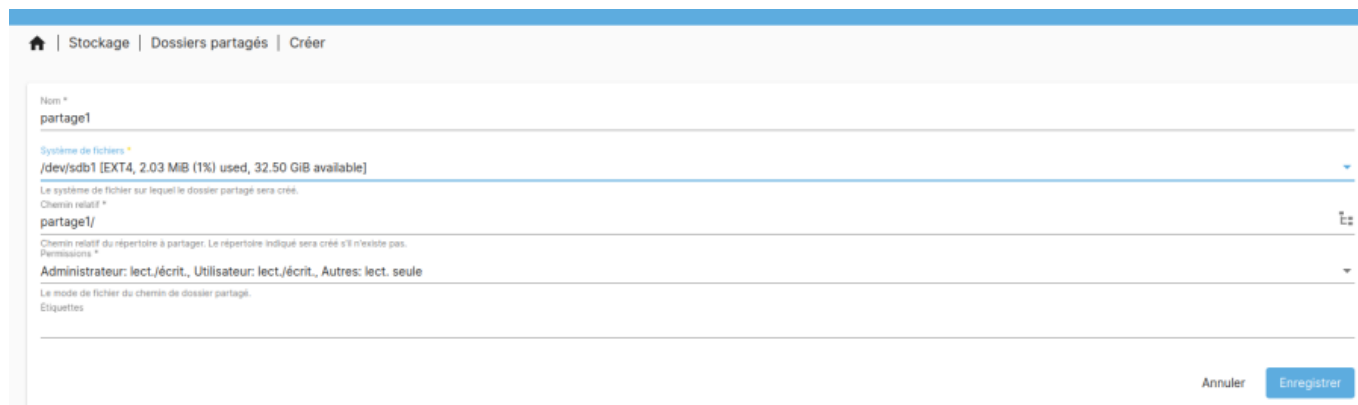 Stockage | Dossiers partagés | Créer
Nom *
partage1
Système de fichiers *
/dev/sdb1 [EXT4, 2.03 MiB (1%) used, 32.50 GiB available]
Le système de fichier sur lequel le dossier partagé sera créé.
Chemin relatif *
partage1/
Chemin relatif du répertoire à partager. Le répertoire indiqué sera créé s'il n'existe pas.
Permissions *
Administrateur: lect./écrit., Utilisateur: lect./écrit., Autres: lect. seule
Le mode de fichier du chemin de dossier partagé.
Étiquettes
Annuler Enregistrer